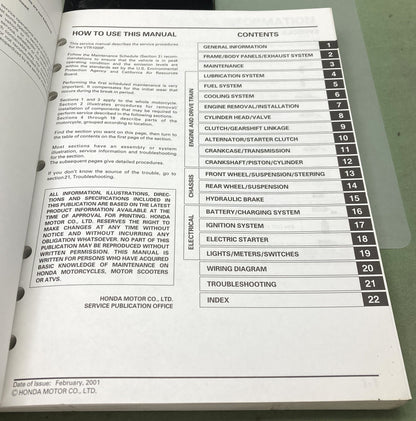 HOW TO USE THIS MANUAL
This service manual describes the service procedures
for the VTR1000F.
Follow the Maintenance Schedule (Section 3) recom-
mendations to ensure that the vehicle is in peak
operating condition and the emission levels are
within the standards set by the U.S. Environmental
Protection Agency and California Air Resources
Board.
Performing the first scheduled maintenance is very
important. It compensates for the initial wear that
occurs during the break-in period.
Sections 1 and 3 apply to the whole motorcycle.
Section 2 illustrates procedures for removal/
installation of components that may be required to
perform service described in the following sections.
Sections 4 through 19 describe parts of the
motorcycle, grouped according to location.
Find the section you want on this page, then turn to
the table of contents on the first page of the section.
Most sections have an assembly or system
illustration, service information and troubleshooting
for the section.
The subsequent pages give detailed procedures.
If you don't know the source of the trouble, go to
section 21, Troubleshooting.
ALL INFORMATION, ILLUSTRATIONS, DIREC-
TIONS AND SPECIFICATIONS INCLUDED IN
THIS PUBLICATION ARE BASED ON THE LATEST
PRODUCT INFORMATION AVAILABLE AT THE
TIME OF APPROVAL FOR PRINTING. HONDA
MOTOR CO., LTD. RESERVES THE RIGHT TO
MAKE CHANGES AT ANY TIME WITHOUT
NOTICE AND WITHOUT INCURRING ANY
OBLIGATION WHATSOEVER. NO PART OF THIS
PUBLICATION MAY BE REPRODUCED WITHOUT
WRITTEN PERMISSION. THIS MANUAL IS
WRITTEN FOR PERSONS WHO HAVE ACQUIRED
BASIC KNOWLEDGE OF MAINTENANCE ON
HONDA MOTORCYCLES, MOTOR SCOOTERS
OR ATVS.
HONDA MOTOR CO., LTD.
SERVICE PUBLICATION OFFICE
Date of Issue: February, 2001
© HONDA MOTOR CO., LTD.
CONTENTS
GENERAL INFORMATION 1
FRAME/BODY PANELS/EXHAUST SYSTEM 2
MAINTENANCE 3
ENGINE AND DRIVE TRAIN
LUBRICATION SYSTEM 4
FUEL SYSTEM 5
COOLING SYSTEM 6
ENGINE REMOVAL/INSTALLATION 7
CYLINDER HEAD/VALVE 8
CLUTCH/GEARSHIFT LINKAGE 9
ALTERNATOR/STARTER CLUTCH 10
CRANKCASE/TRANSMISSION 11
CRANKSHAFT/PISTON/CYLINDER 12
CHASSIS
FRONT WHEEL/SUSPENSION/STEERING 13
REAR WHEEL/SUSPENSION 14
HYDRAULIC BRAKE 15
ELECTRICAL
BATTERY/CHARGING SYSTEM 16
IGNITION SYSTEM 17
ELECTRIC STARTER 18
LIGHTS/METERS/SWITCHES 19
WIRING DIAGRAM 20
TROUBLESHOOTING 21
INDEX 22